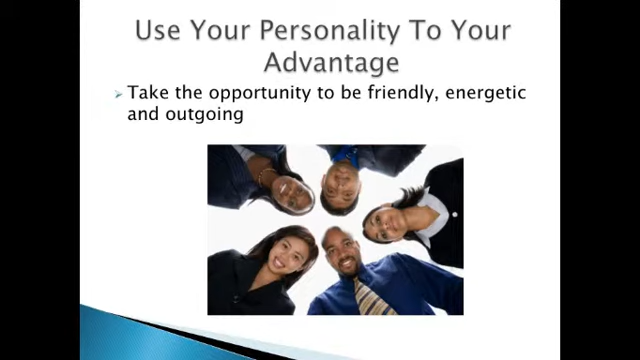 Use Your Personality To Your
Advantage
Take the opportunity to be friendly, energetic
and outgoing